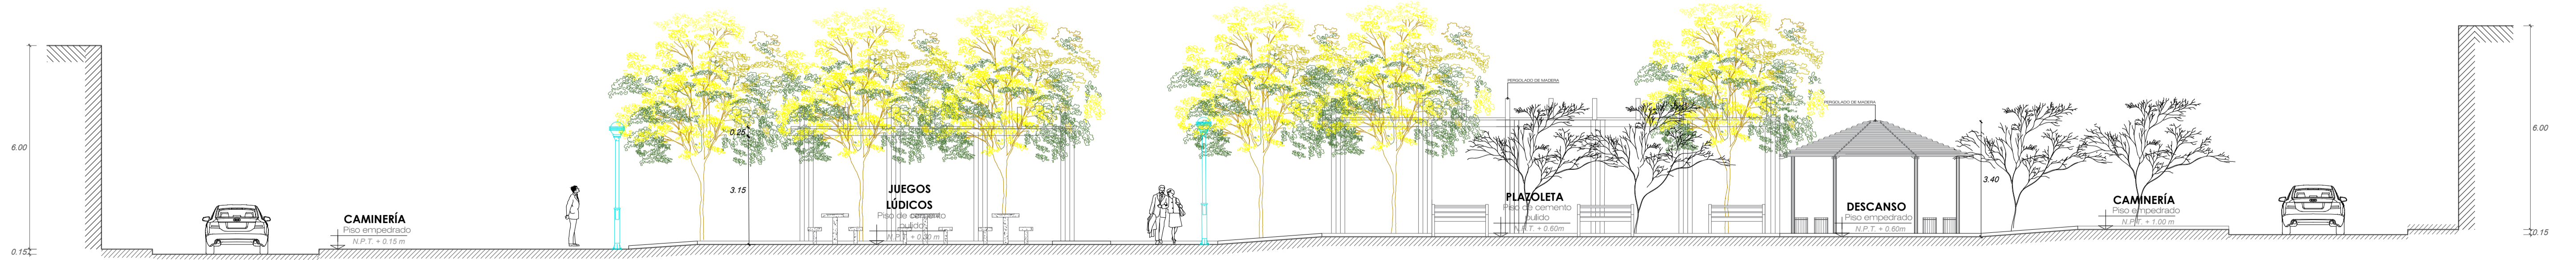 6.00
0.15
CAMINERÍA
Piso empedrado
N.P.T. + 0.15 m
0.25
3.15
JUEGOS
LÚDICOS
Piso de cemento
pulido
N.P.T. + 0.30 m
PERGOLADO DE MADERA
PLAZOLETA
Piso de cemento
pulido
N.P.T. + 0.60m
PERGOLADO DE MADERA
DESCANSO
Piso empedrado
N.P.T. + 0.60m
3.40
CAMINERÍA
Piso empedrado
N.P.T. + 1.00 m
6.00
0.15